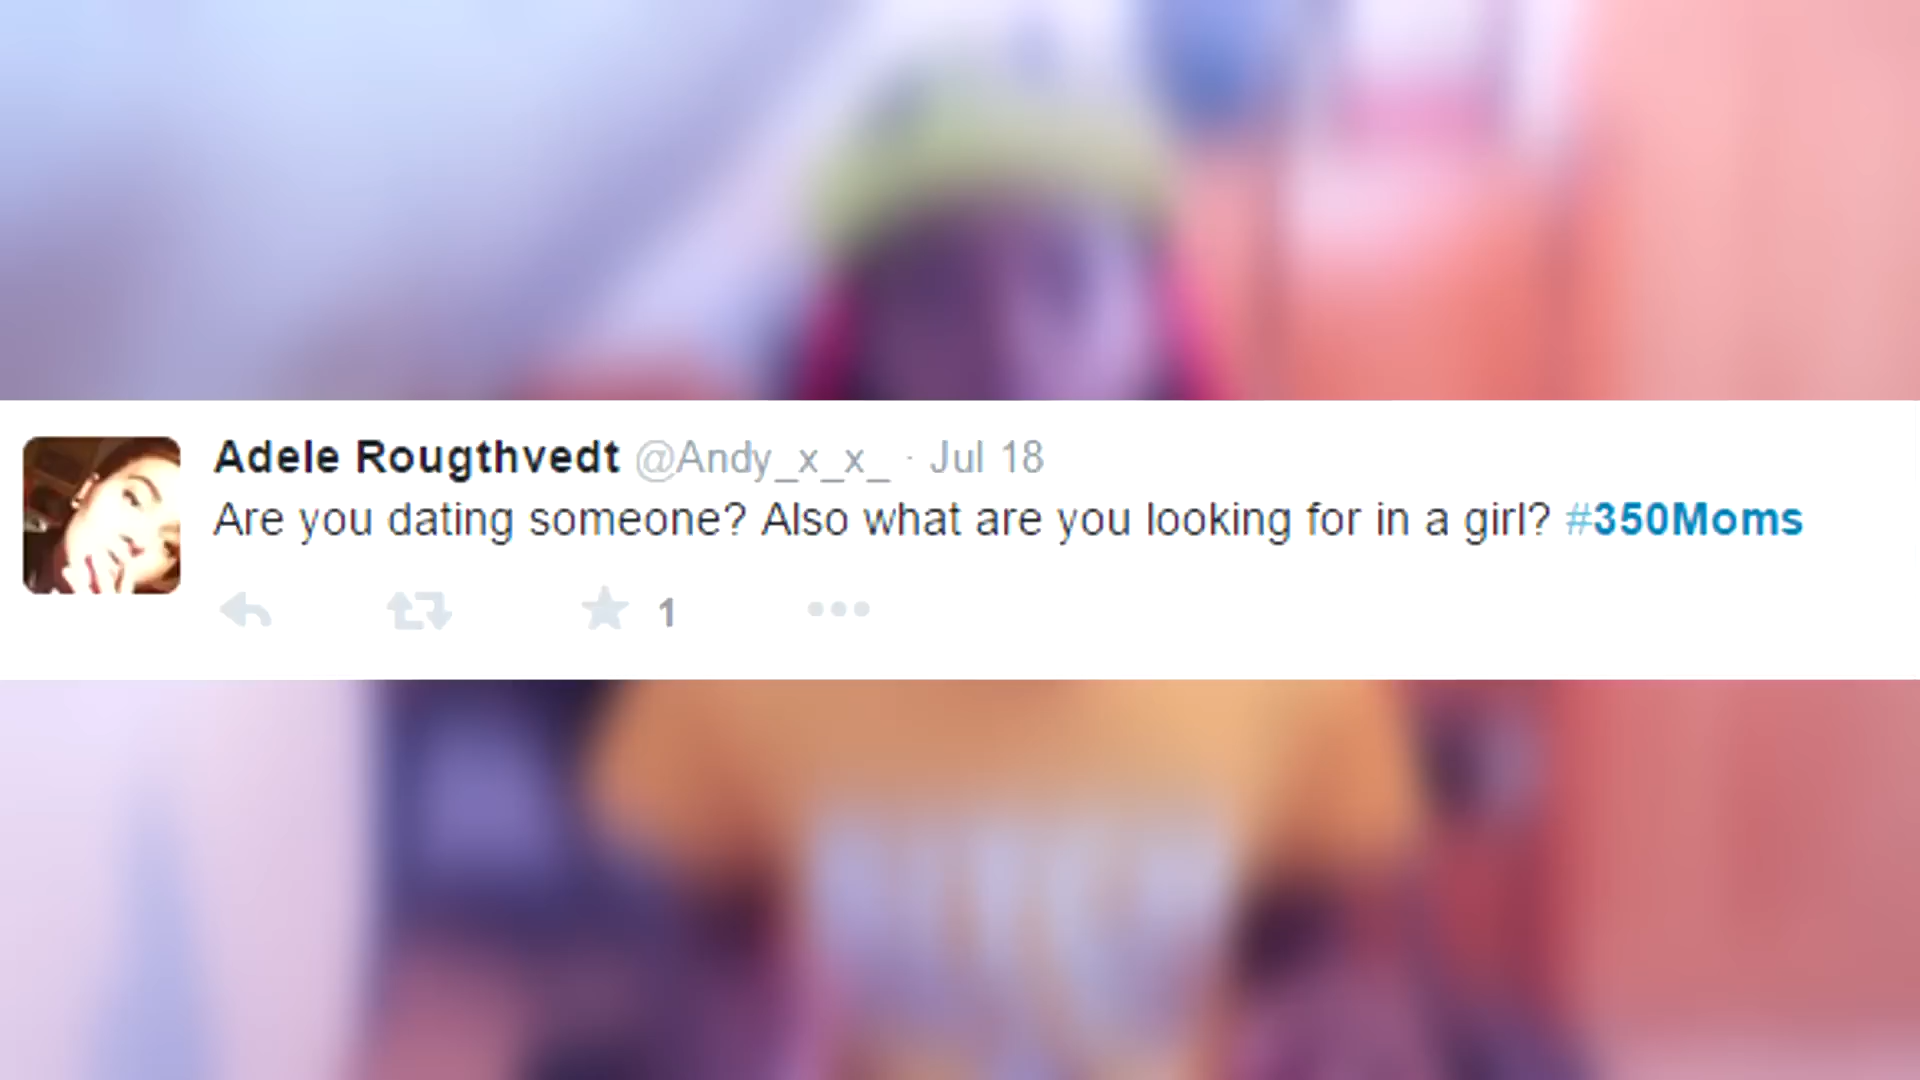 Adele Rougthvedt @Andy_x_x_ · Jul 18
Are you dating someone? Also what are you looking for in a girl? #350Moms
1